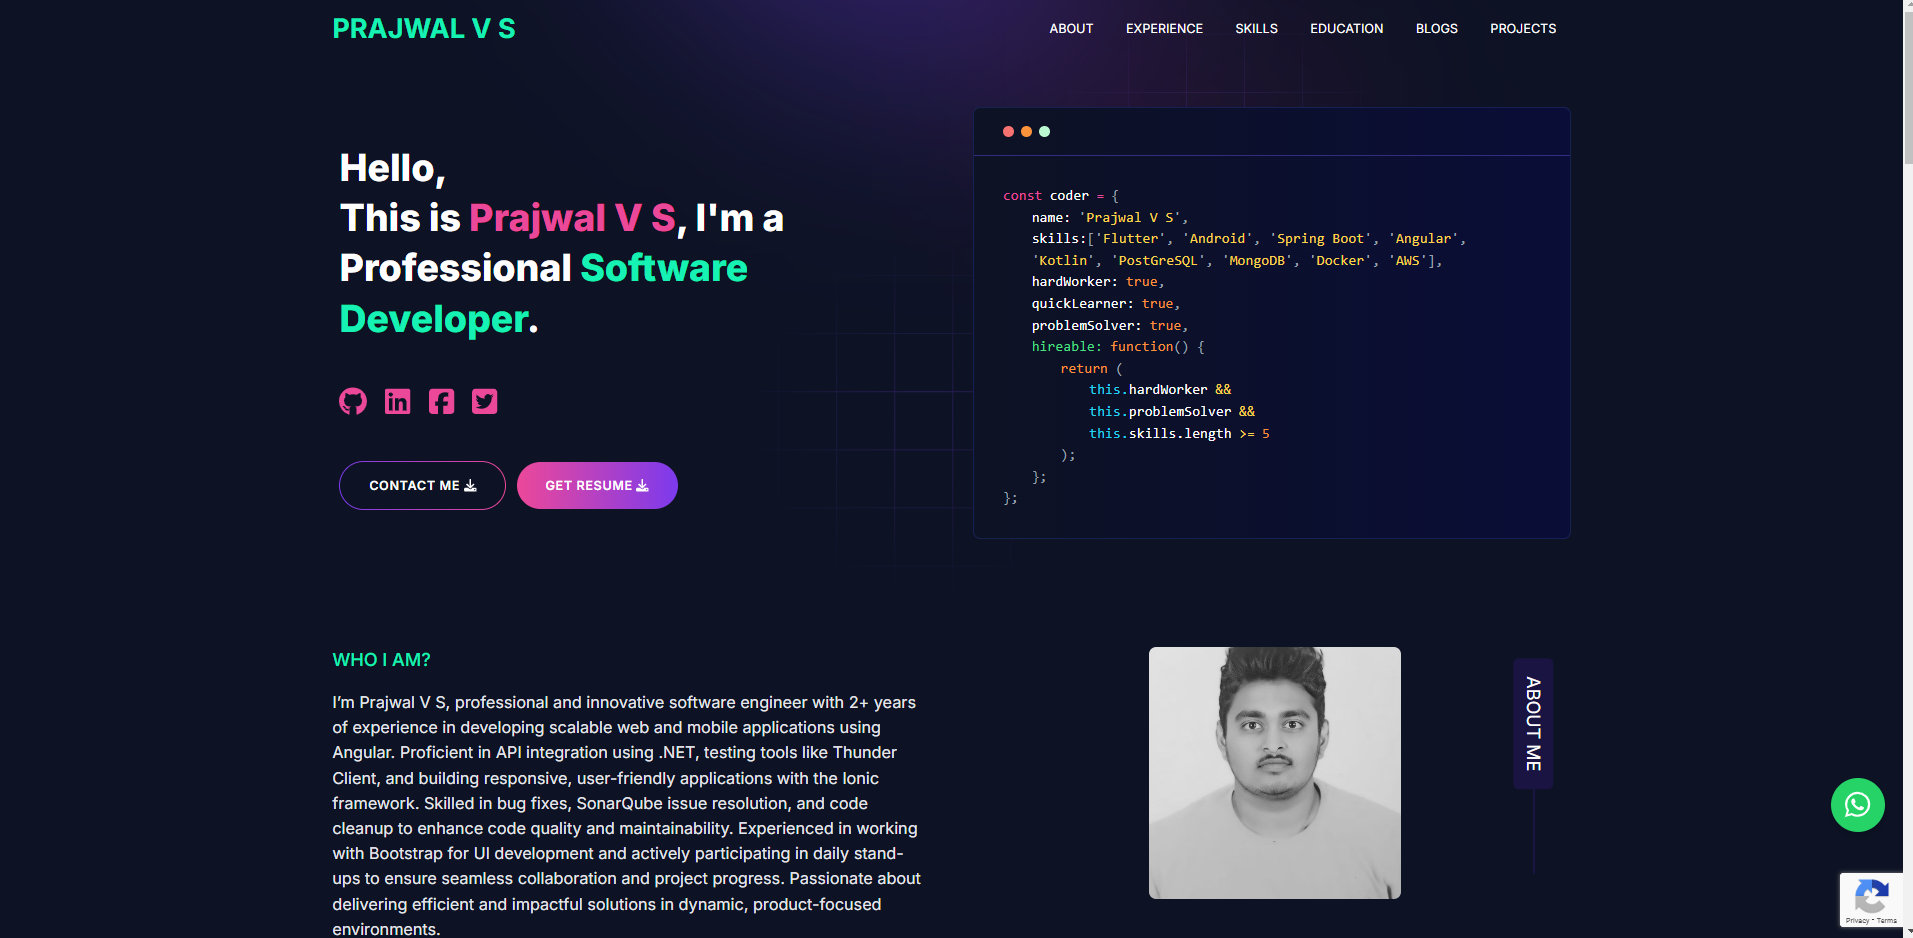 PRAJWAL V S
ABOUT EXPERIENCE SKILLS EDUCATION BLOGS PROJECTS
Hello,
This is Prajwal V S, I'm a
Professional Software
Developer.
CONTACT ME
GET RESUME
const coder = {
name: 'Prajwal V S',
skills:['Flutter', 'Android', 'Spring Boot', 'Angular',
'Kotlin', 'PostGreSQL', 'MongoDB', 'Docker', 'AWS'],
hardWorker: true,
quickLearner: true,
problemSolver: true,
hireable: function() {
return (
this.hardWorker &&
this.problemSolver &&
this.skills.length >= 5
);
};
};
WHO I AM?
I’m Prajwal V S, professional and innovative software engineer with 2+ years
of experience in developing scalable web and mobile applications using
Angular. Proficient in API integration using .NET, testing tools like Thunder
Client, and building responsive, user-friendly applications with the Ionic
framework. Skilled in bug fixes, SonarQube issue resolution, and code
cleanup to enhance code quality and maintainability. Experienced in working
with Bootstrap for UI development and actively participating in daily stand-
ups to ensure seamless collaboration and project progress. Passionate about
delivering efficient and impactful solutions in dynamic, product-focused
environments.
ABOUT ME
Privacy - Terms